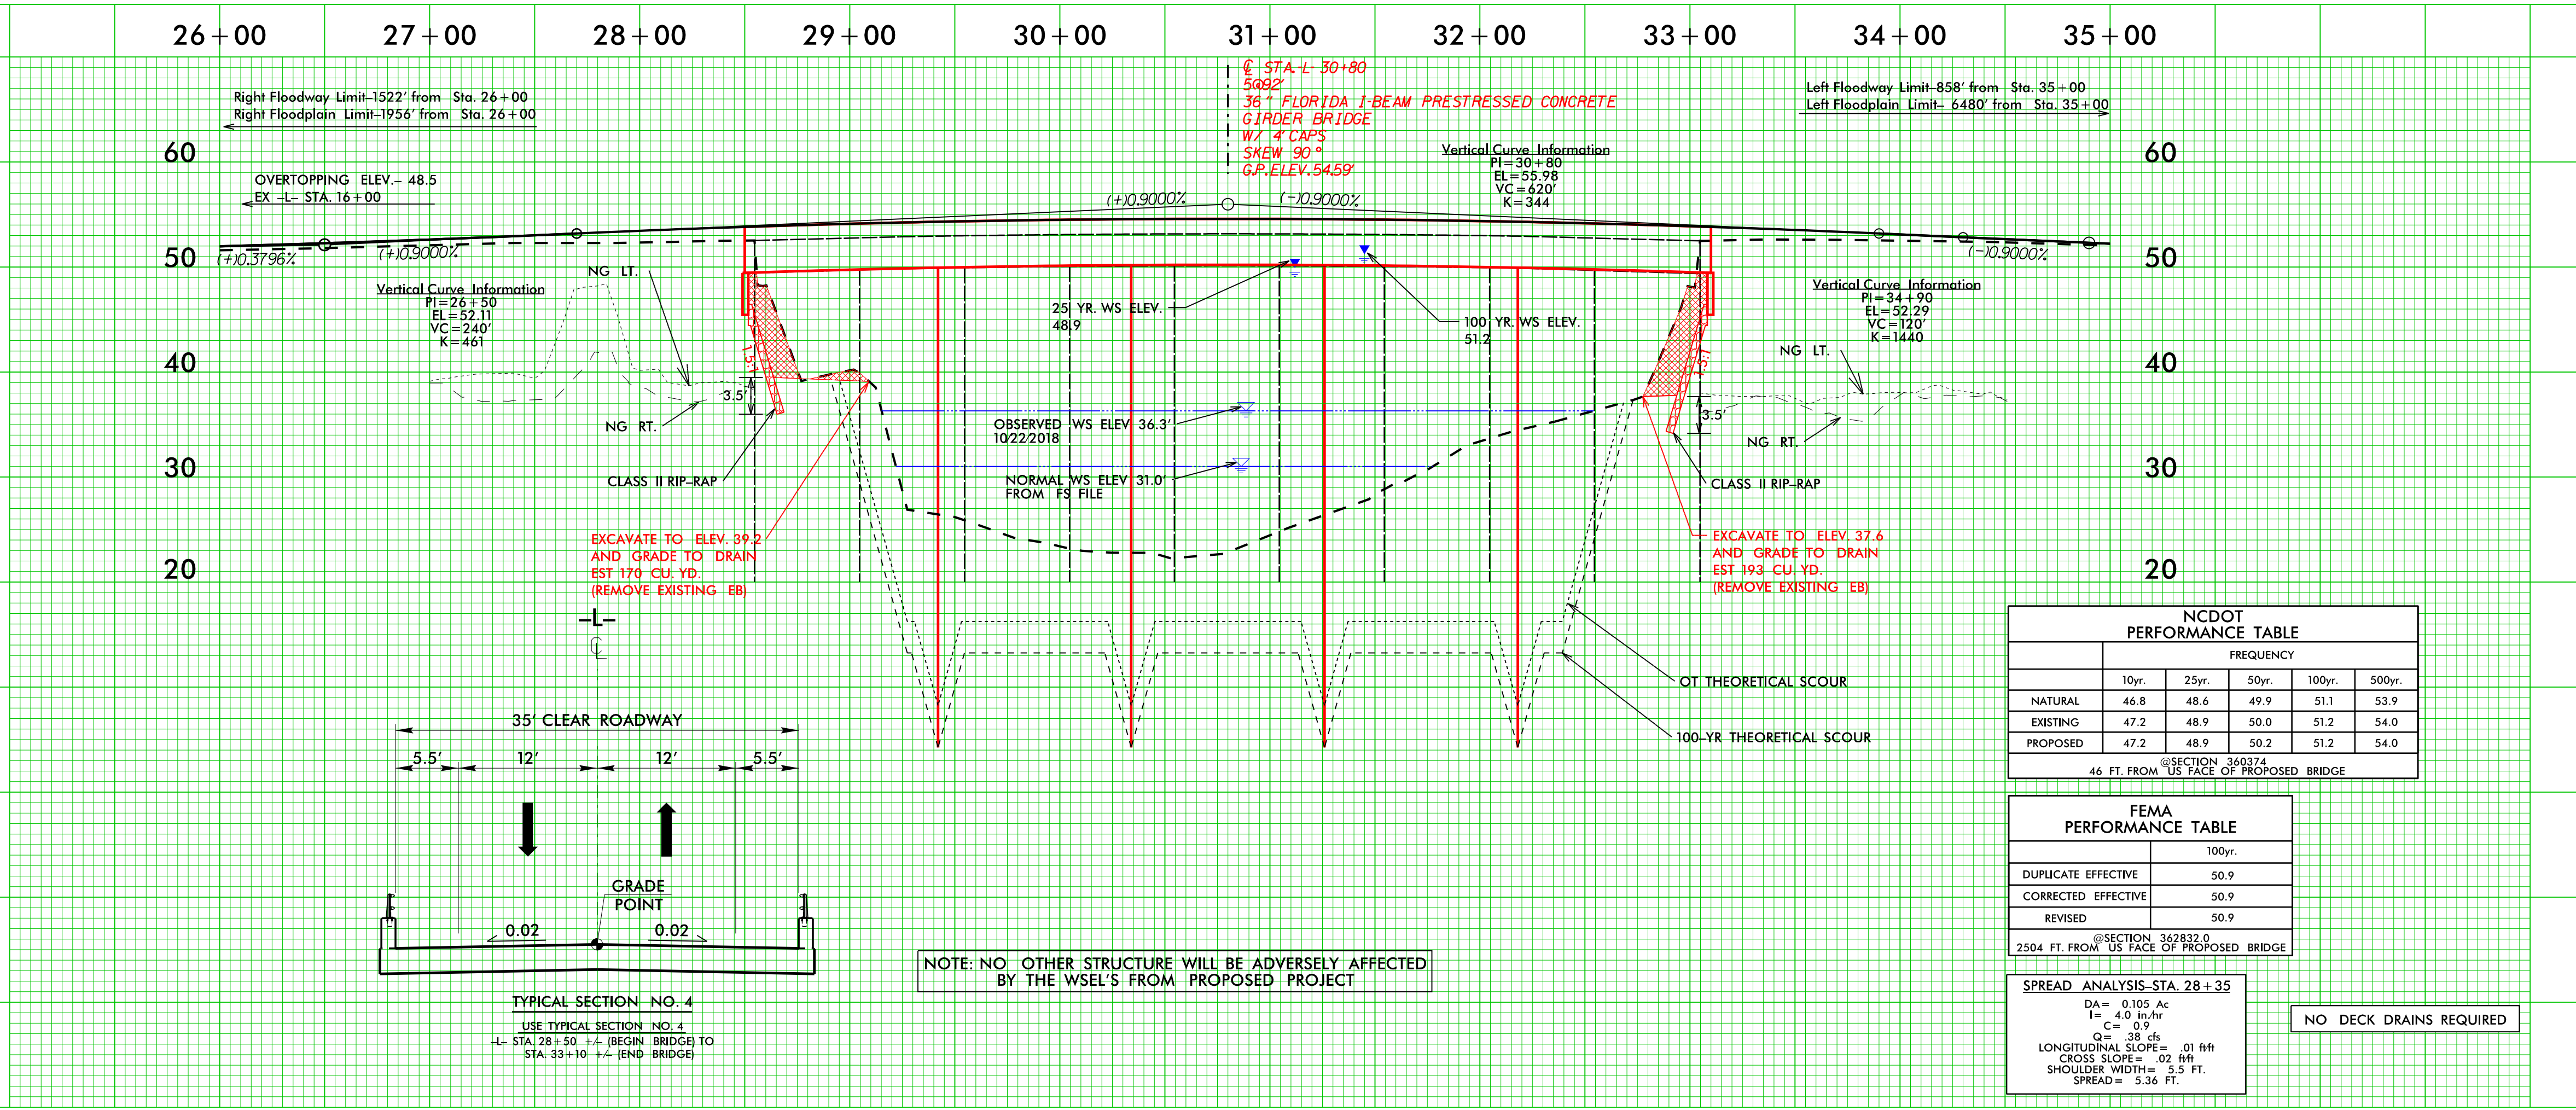 26+00 27+00 28+00 29+00 30+00 31+00 32+00 33+00 34+00 35+00
Right Floodway Limit–1522' from Sta. 26+00
Right Floodplain Limit–1956' from Sta. 26+00
℄ STA.-L- 30+80
5@92'
36" FLORIDA I-BEAM PRESTRESSED CONCRETE
GIRDER BRIDGE
W/ 4' CAPS
SKEW 90°
G.P. ELEV. 54.59'
Left Floodway Limit–858' from Sta. 35+00
Left Floodplain Limit– 6480' from Sta. 35+00
60 60
OVERTOPPING ELEV.– 48.5
EX –L– STA. 16+00
Vertical Curve Information
PI=30+80
EL=55.98
VC=620'
K=344
(+)0.9000% (–)0.9000%
50 50
(+)0.3796% (+)0.9000% (–)0.9000%
NG LT.
Vertical Curve Information
PI=26+50
EL=52.11
VC=240'
K=461
Vertical Curve Information
PI=34+90
EL=52.29
VC=120'
K=1440
25 YR. WS ELEV.
48.9
100 YR. WS ELEV.
51.2
40 40
1.5:1
1.5:1
NG LT.
3.5'
3.5'
NG RT.
NG RT.
OBSERVED WS ELEV 36.3'
10/22/2018
30 30
NORMAL WS ELEV 31.0'
FROM FS FILE
CLASS II RIP–RAP
CLASS II RIP–RAP
EXCAVATE TO ELEV. 39.2
AND GRADE TO DRAIN
EST 170 CU. YD.
(REMOVE EXISTING EB)
EXCAVATE TO ELEV. 37.6
AND GRADE TO DRAIN
EST 193 CU. YD.
(REMOVE EXISTING EB)
20 20
–L–
℄
OT THEORETICAL SCOUR
100–YR THEORETICAL SCOUR
35' CLEAR ROADWAY
5.5' 12' 12' 5.5'
GRADE
POINT
0.02 0.02
TYPICAL SECTION NO. 4
USE TYPICAL SECTION NO. 4
–L– STA. 28+50 +/– (BEGIN BRIDGE) TO
STA. 33+10 +/– (END BRIDGE)
NOTE: NO OTHER STRUCTURE WILL BE ADVERSELY AFFECTED
BY THE WSEL'S FROM PROPOSED PROJECT
NCDOT
PERFORMANCE TABLE
FREQUENCY
10yr. 25yr. 50yr. 100yr. 500yr.
NATURAL 46.8 48.6 49.9 51.1 53.9
EXISTING 47.2 48.9 50.0 51.2 54.0
PROPOSED 47.2 48.9 50.2 51.2 54.0
@SECTION 360374
46 FT. FROM US FACE OF PROPOSED BRIDGE
FEMA
PERFORMANCE TABLE
100yr.
DUPLICATE EFFECTIVE 50.9
CORRECTED EFFECTIVE 50.9
REVISED 50.9
@SECTION 362832.0
2504 FT. FROM US FACE OF PROPOSED BRIDGE
SPREAD ANALYSIS–STA. 28+35
DA= 0.105 Ac
I= 4.0 in/hr
C= 0.9
Q= .38 cfs
LONGITUDINAL SLOPE= .01 ft/ft
CROSS SLOPE= .02 ft/ft
SHOULDER WIDTH= 5.5 FT.
SPREAD= 5.36 FT.
NO DECK DRAINS REQUIRED